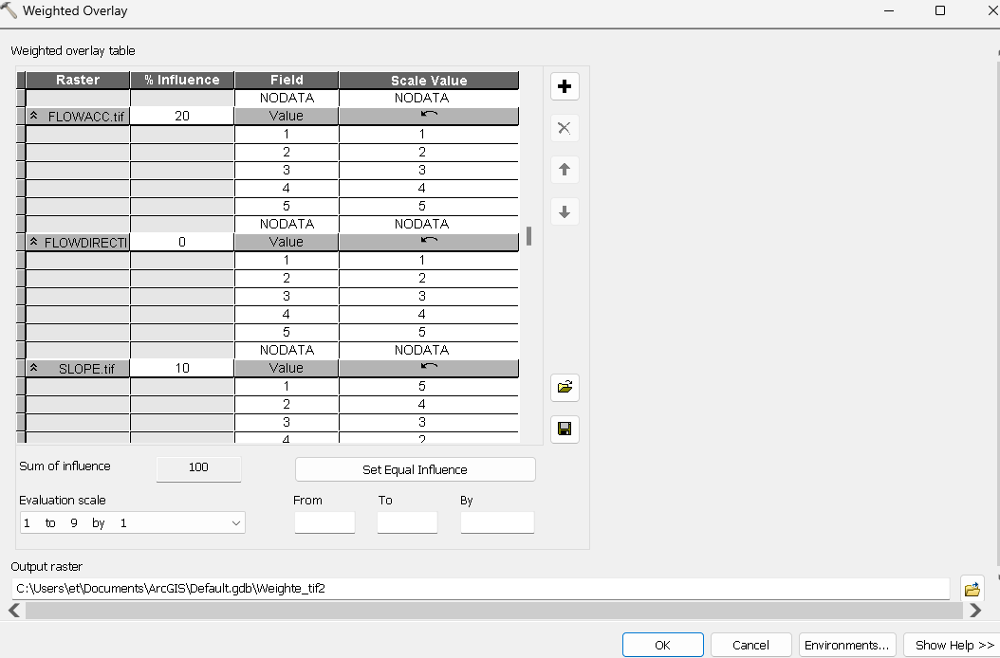 Weighted Overlay
Weighted overlay table
Raster % Influence Field Scale Value
NODATA NODATA
FLOWACC.tif 20 Value
1 1
2 2
3 3
4 4
5 5
NODATA NODATA
FLOWDIRECTI 0 Value
1 1
2 2
3 3
4 4
5 5
NODATA NODATA
SLOPE.tif 10 Value
1 5
2 4
3 3
4 2
Sum of influence 100 Set Equal Influence
Evaluation scale From To By
1 to 9 by 1
Output raster
C:\Users\et\Documents\ArcGIS\Default.gdb\Weighte_tif2
OK Cancel Environments... Show Help >>